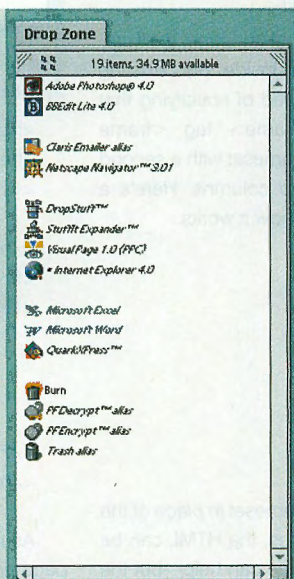 Drop Zone
19 items, 34.9 MB available
Adobe Photoshop® 4.0
BBEdit Lite 4.0
Claris Emailer alias
Netscape Navigator™ 3.01
DropStuff™
StuffIt Expander™
Visual Page 1.0 (PPC)
• Internet Explorer 4.0
Microsoft Excel
Microsoft Word
QuarkXPress™
Burn
PFDecrypt™ alias
PFEncrypt™ alias
Trash alias